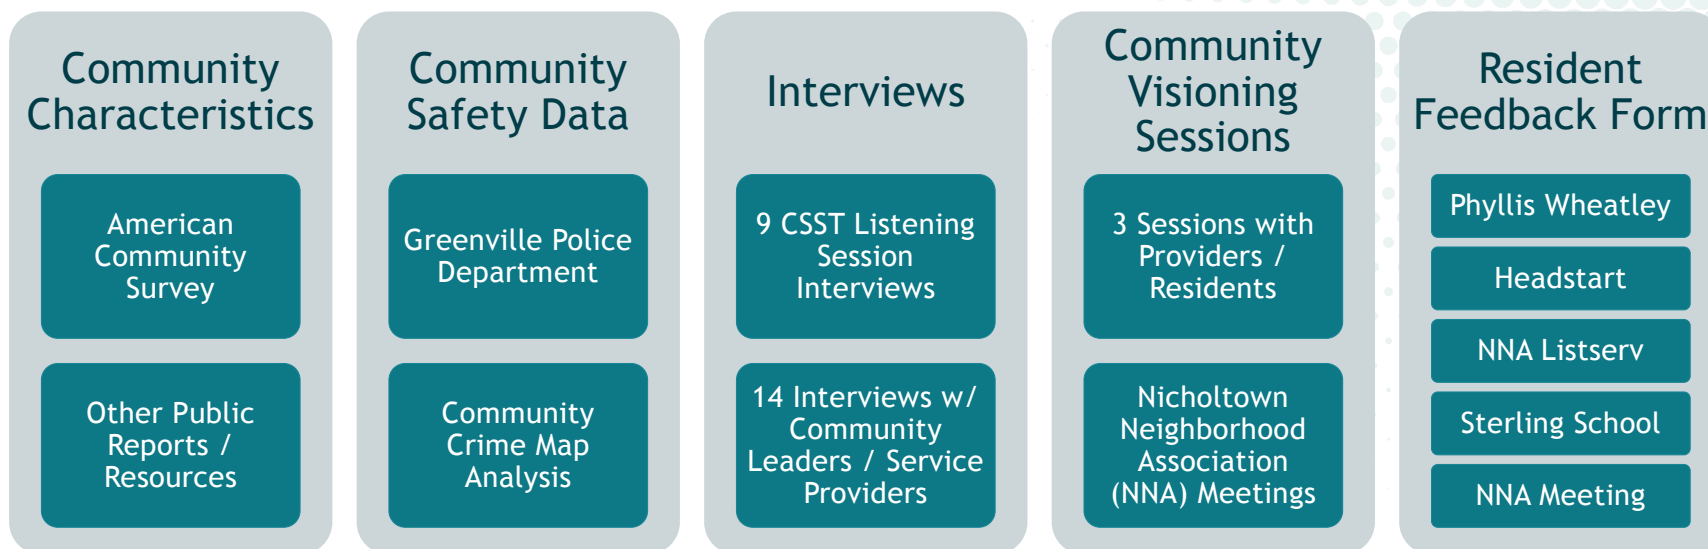 Community
Characteristics
American
Community
Survey
Other Public
Reports /
Resources
Community
Safety Data
Greenville Police
Department
Community
Crime Map
Analysis
Interviews
9 CSST Listening
Session
Interviews
14 Interviews w/
Community
Leaders / Service
Providers
Community
Visioning
Sessions
3 Sessions with
Providers /
Residents
Nicholtown
Neighborhood
Association
(NNA) Meetings
Resident
Feedback Form
Phyllis Wheatley
Headstart
NNA Listserv
Sterling School
NNA Meeting